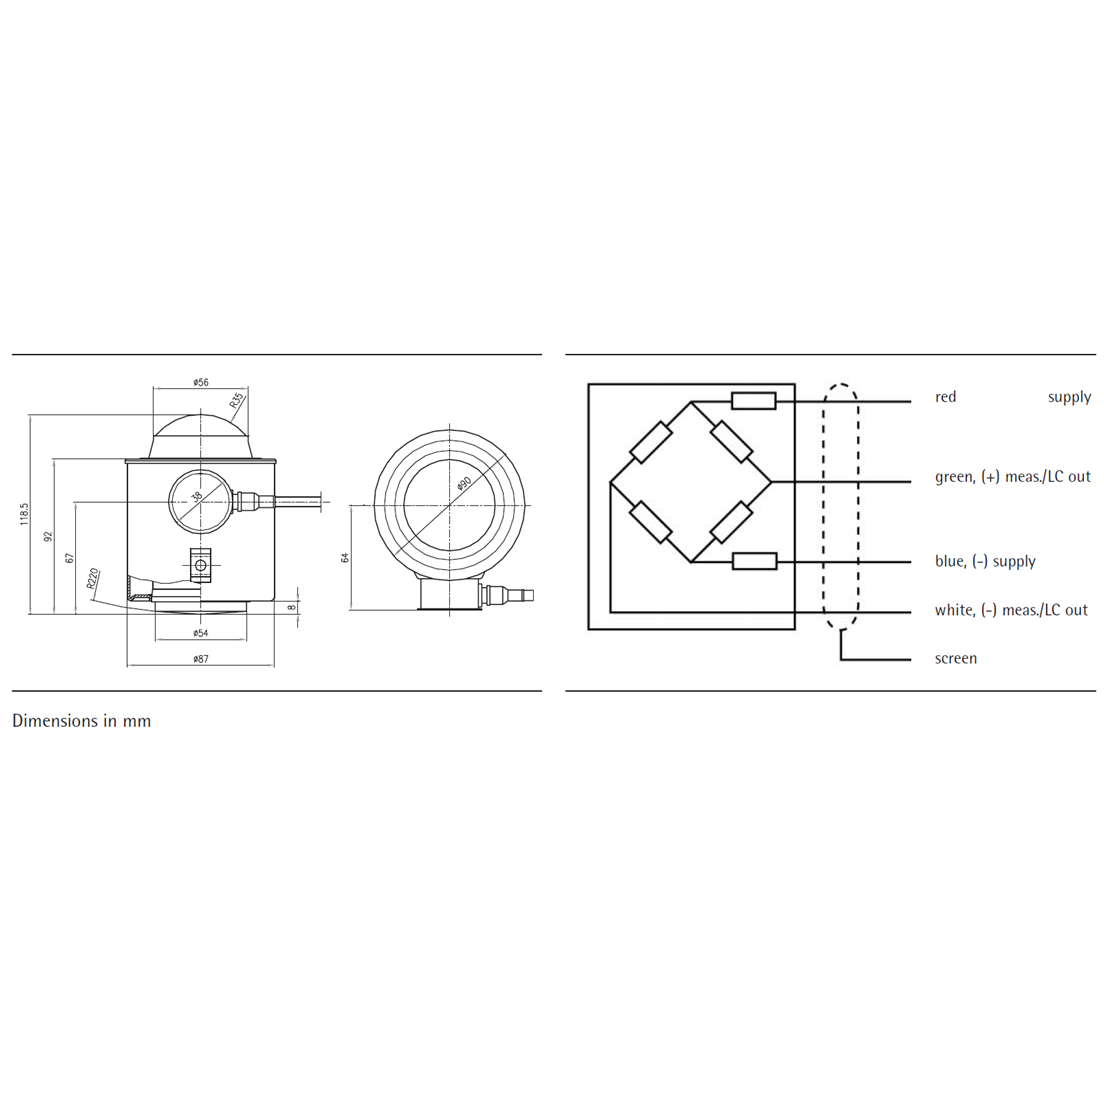 ø56
R35
118.5
92
67
38
R220
8
ø54
ø87
ø90
64
Dimensions in mm
red supply
green, (+) meas./LC out
blue, (-) supply
white, (-) meas./LC out
screen